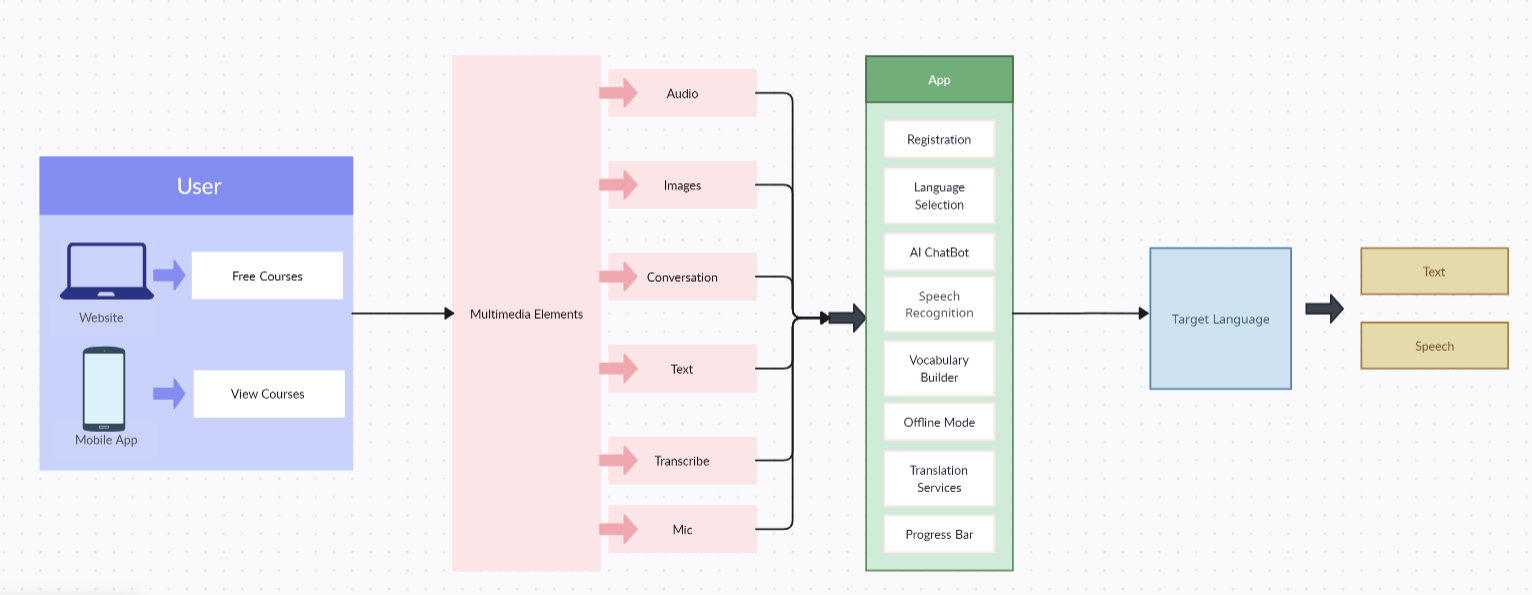 User
Free Courses
Website
View Courses
Mobile App
Multimedia Elements
Audio
Images
Conversation
Text
Transcribe
Mic
App
Registration
Language
Selection
AI ChatBot
Speech
Recognition
Vocabulary
Builder
Offline Mode
Translation
Services
Progress Bar
Target Language
Text
Speech